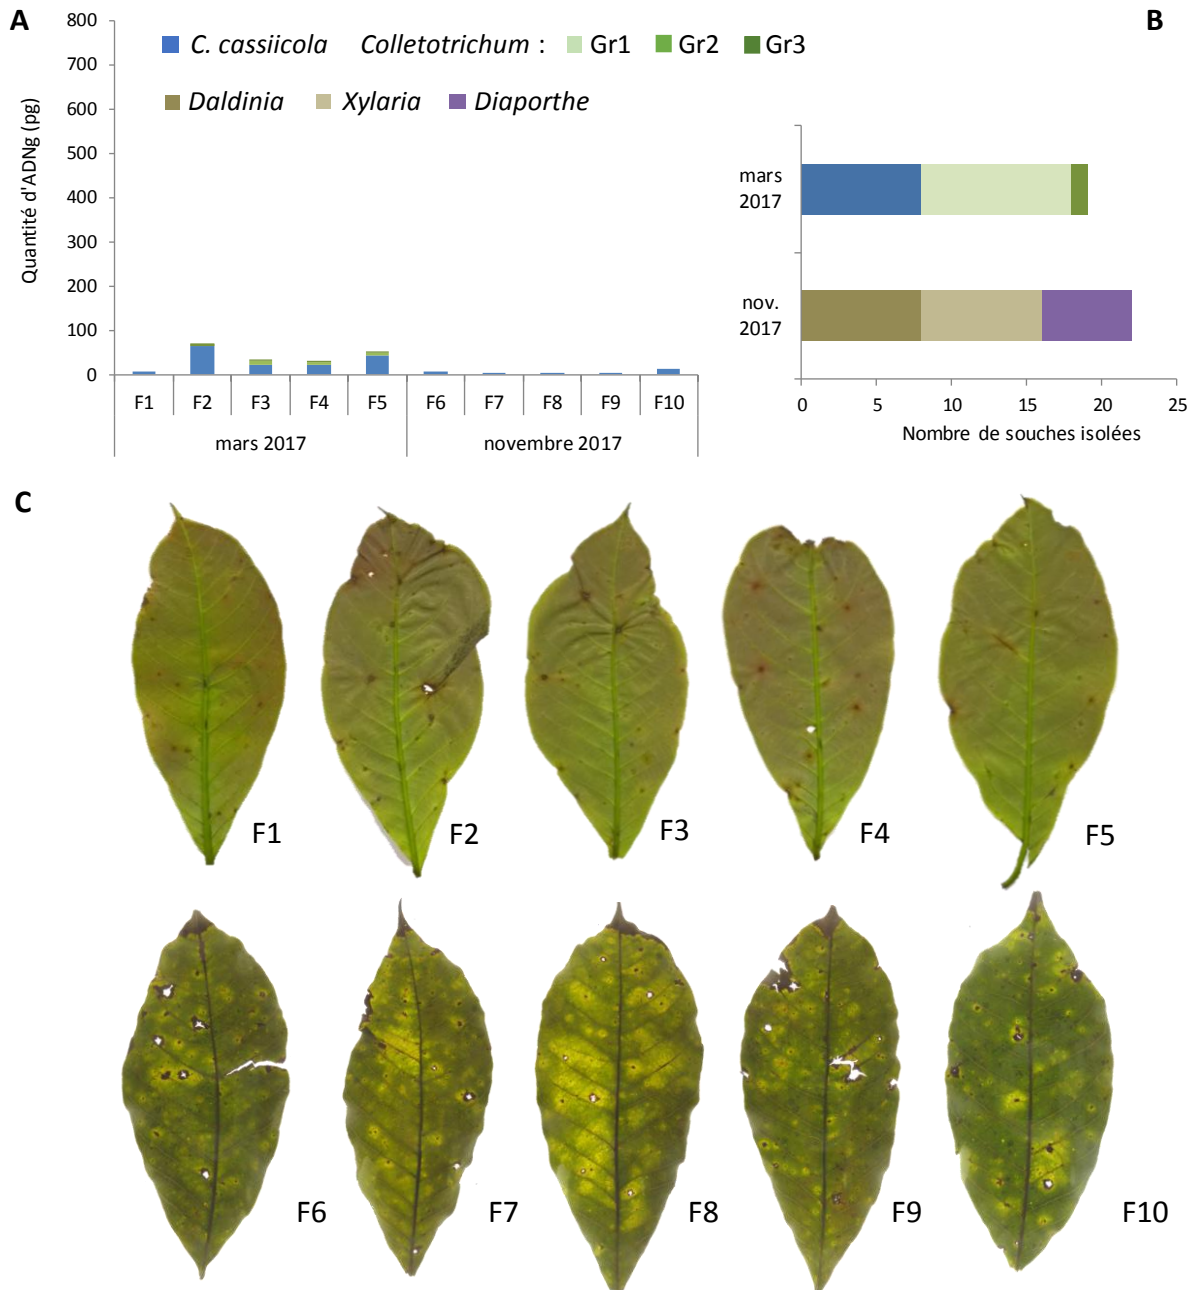 A
B
800
700
600
500
400
300
200
100
0
Quantité d'ADNg (pg)
C. cassiicola Colletotrichum : Gr1 Gr2 Gr3
Daldinia Xylaria Diaporthe
F1 F2 F3 F4 F5 F6 F7 F8 F9 F10
mars 2017 novembre 2017
mars
2017
nov.
2017
0 5 10 15 20 25
Nombre de souches isolées
C
F1 F2 F3 F4 F5
F6 F7 F8 F9 F10